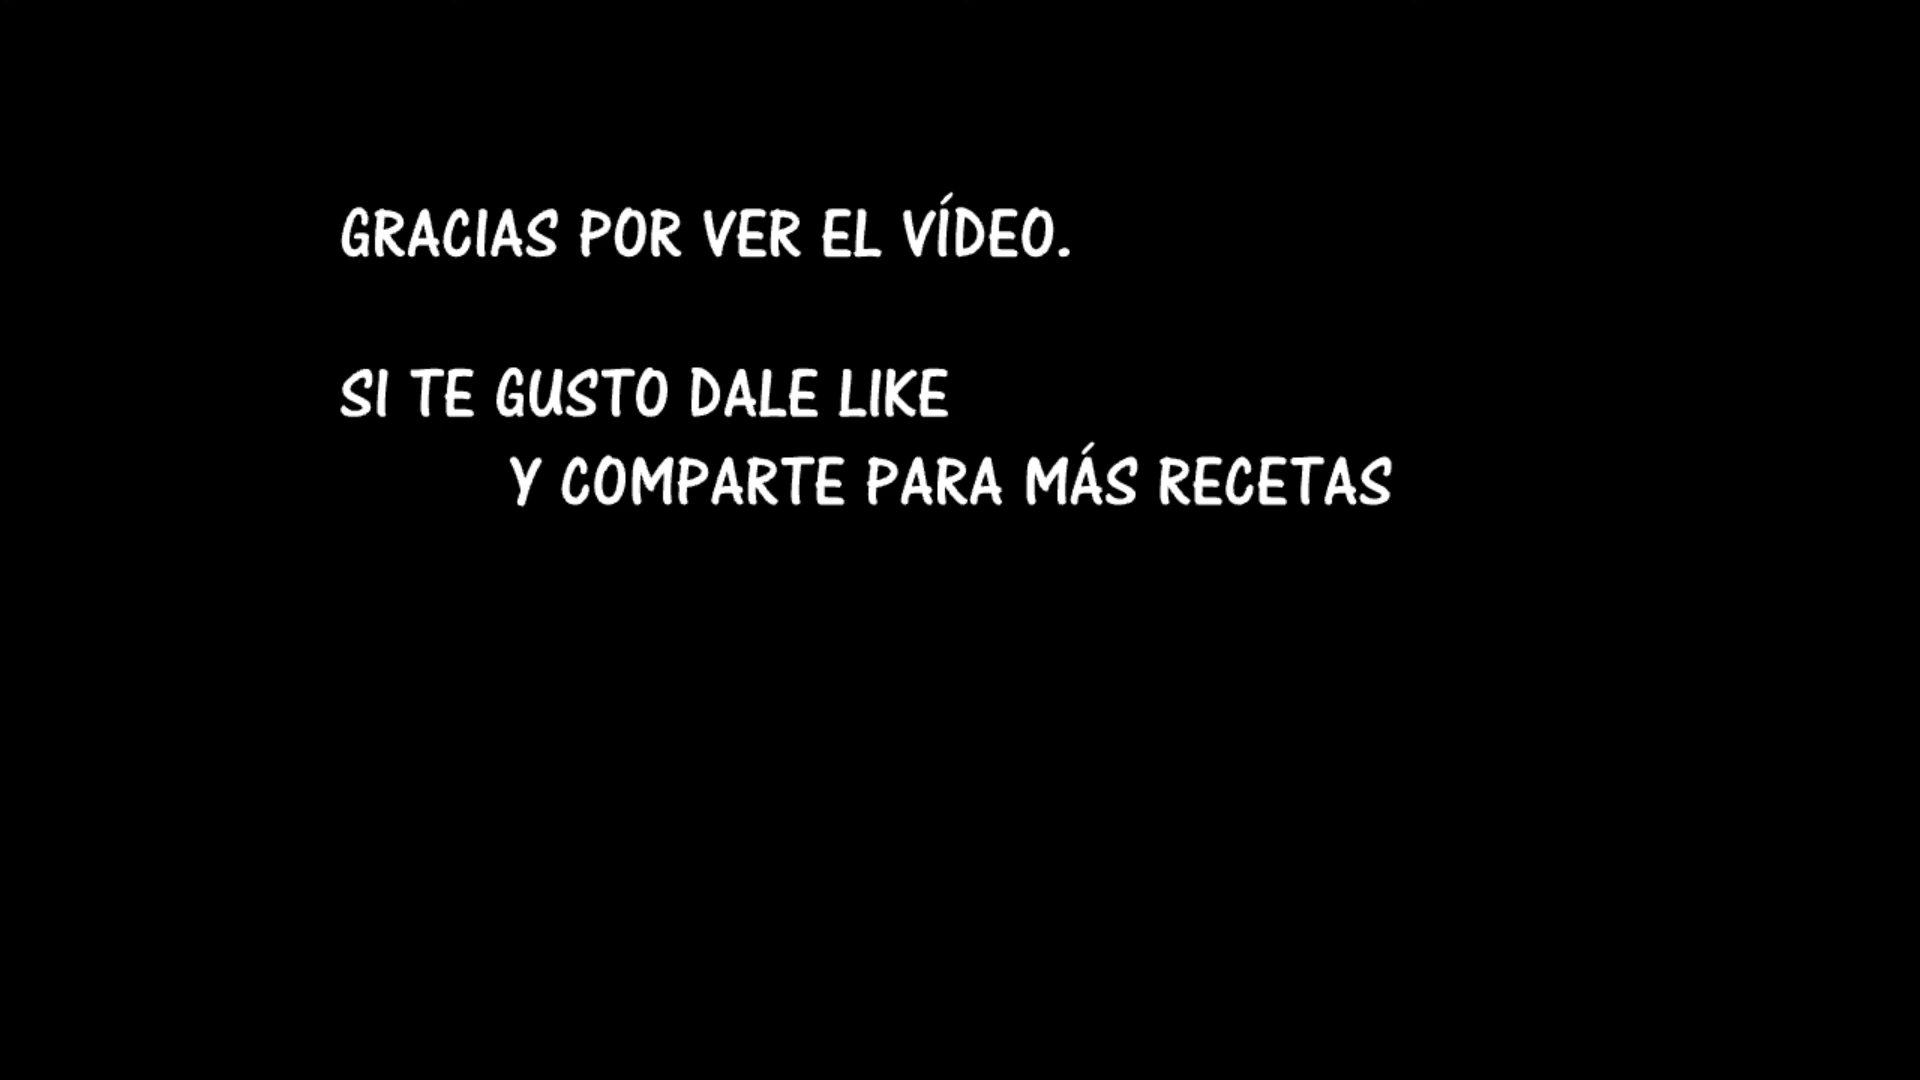 GRACIAS POR VER EL VÍDEO.
SI TE GUSTO DALE LIKE
Y COMPARTE PARA MÁS RECETAS